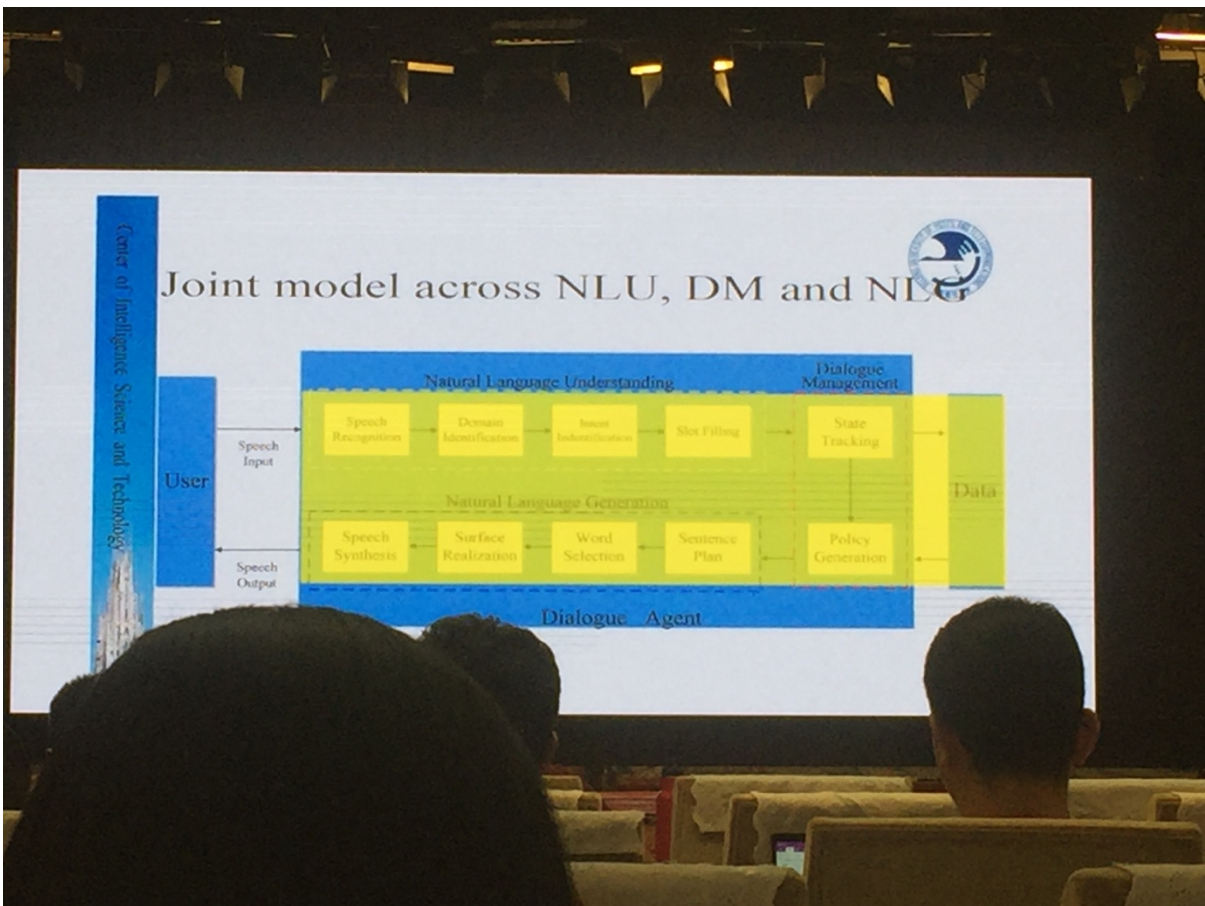 Center of Intelligence Science and Technology
Joint model across NLU, DM and NLG
Natural Language Understanding
Dialogue
Management
Speech
Recognition
Domain
Identification
Intent
Indentification
Slot Filling
State
Tracking
Speech
Input
User
Data
Natural Language Generation
Speech
Synthesis
Surface
Realization
Word
Selection
Sentence
Plan
Policy
Generation
Speech
Output
Dialogue Agent